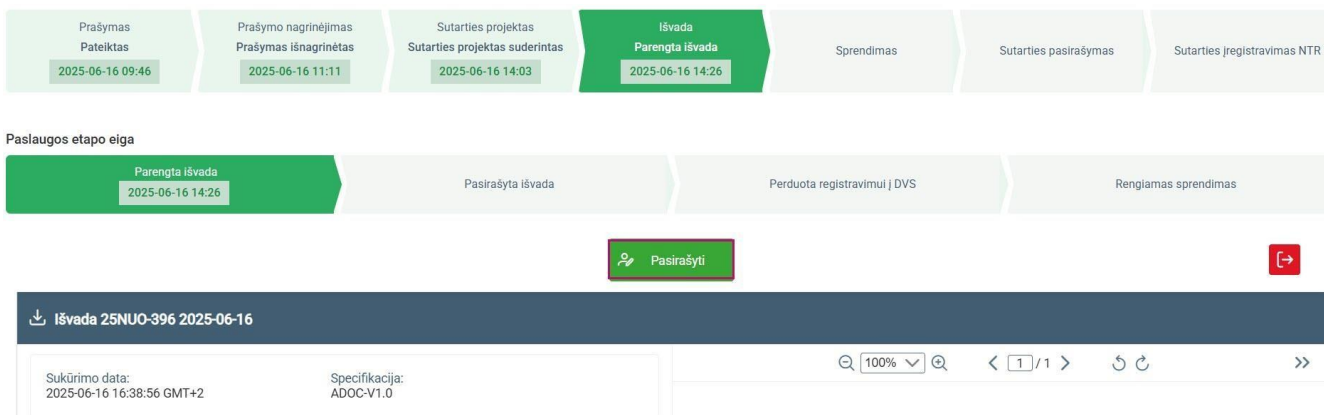 Prašymas
Pateiktas
2025-06-16 09:46
Prašymo nagrinėjimas
Prašymas išnagrinėtas
2025-06-16 11:11
Sutarties projektas
Sutarties projektas suderintas
2025-06-16 14:03
Išvada
Parengta išvada
2025-06-16 14:26
Sprendimas
Sutarties pasirašymas
Sutarties įregistravimas NTR
Paslaugos etapo eiga
Parengta išvada
2025-06-16 14:26
Pasirašyta išvada
Perduota registravimui į DVS
Rengiamas sprendimas
Pasirašyti
Išvada 25NUO-396 2025-06-16
100%
1 / 1
Sukūrimo data:
2025-06-16 16:38:56 GMT+2
Specifikacija:
ADOC-V1.0